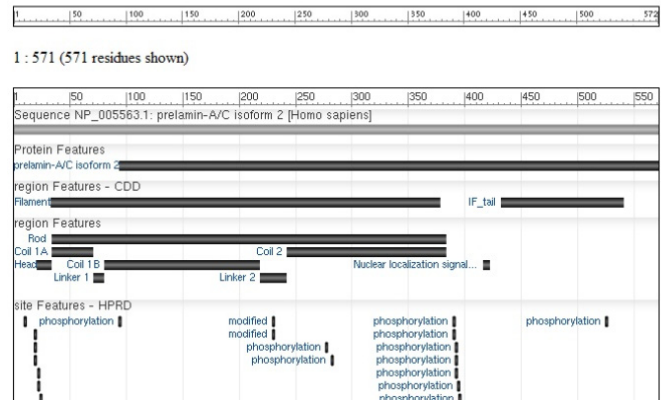 1 50 100 150 200 250 300 350 400 450 500 572
1 : 571 (571 residues shown)
1 50 100 150 200 250 300 350 400 450 500 550
Sequence NP_005563.1: prelamin-A/C isoform 2 [Homo sapiens]
Protein Features
prelamin-A/C isoform 2
region Features - CDD
Filament IF_tail
region Features
Rod
Coil 1A Coil 2
Head Coil 1B Nuclear localization signal...
Linker 1 Linker 2
site Features - HPRD
phosphorylation modified phosphorylation phosphorylation
modified phosphorylation
phosphorylation phosphorylation
phosphorylation phosphorylation
phosphorylation
phosphorylation
phosphorylation